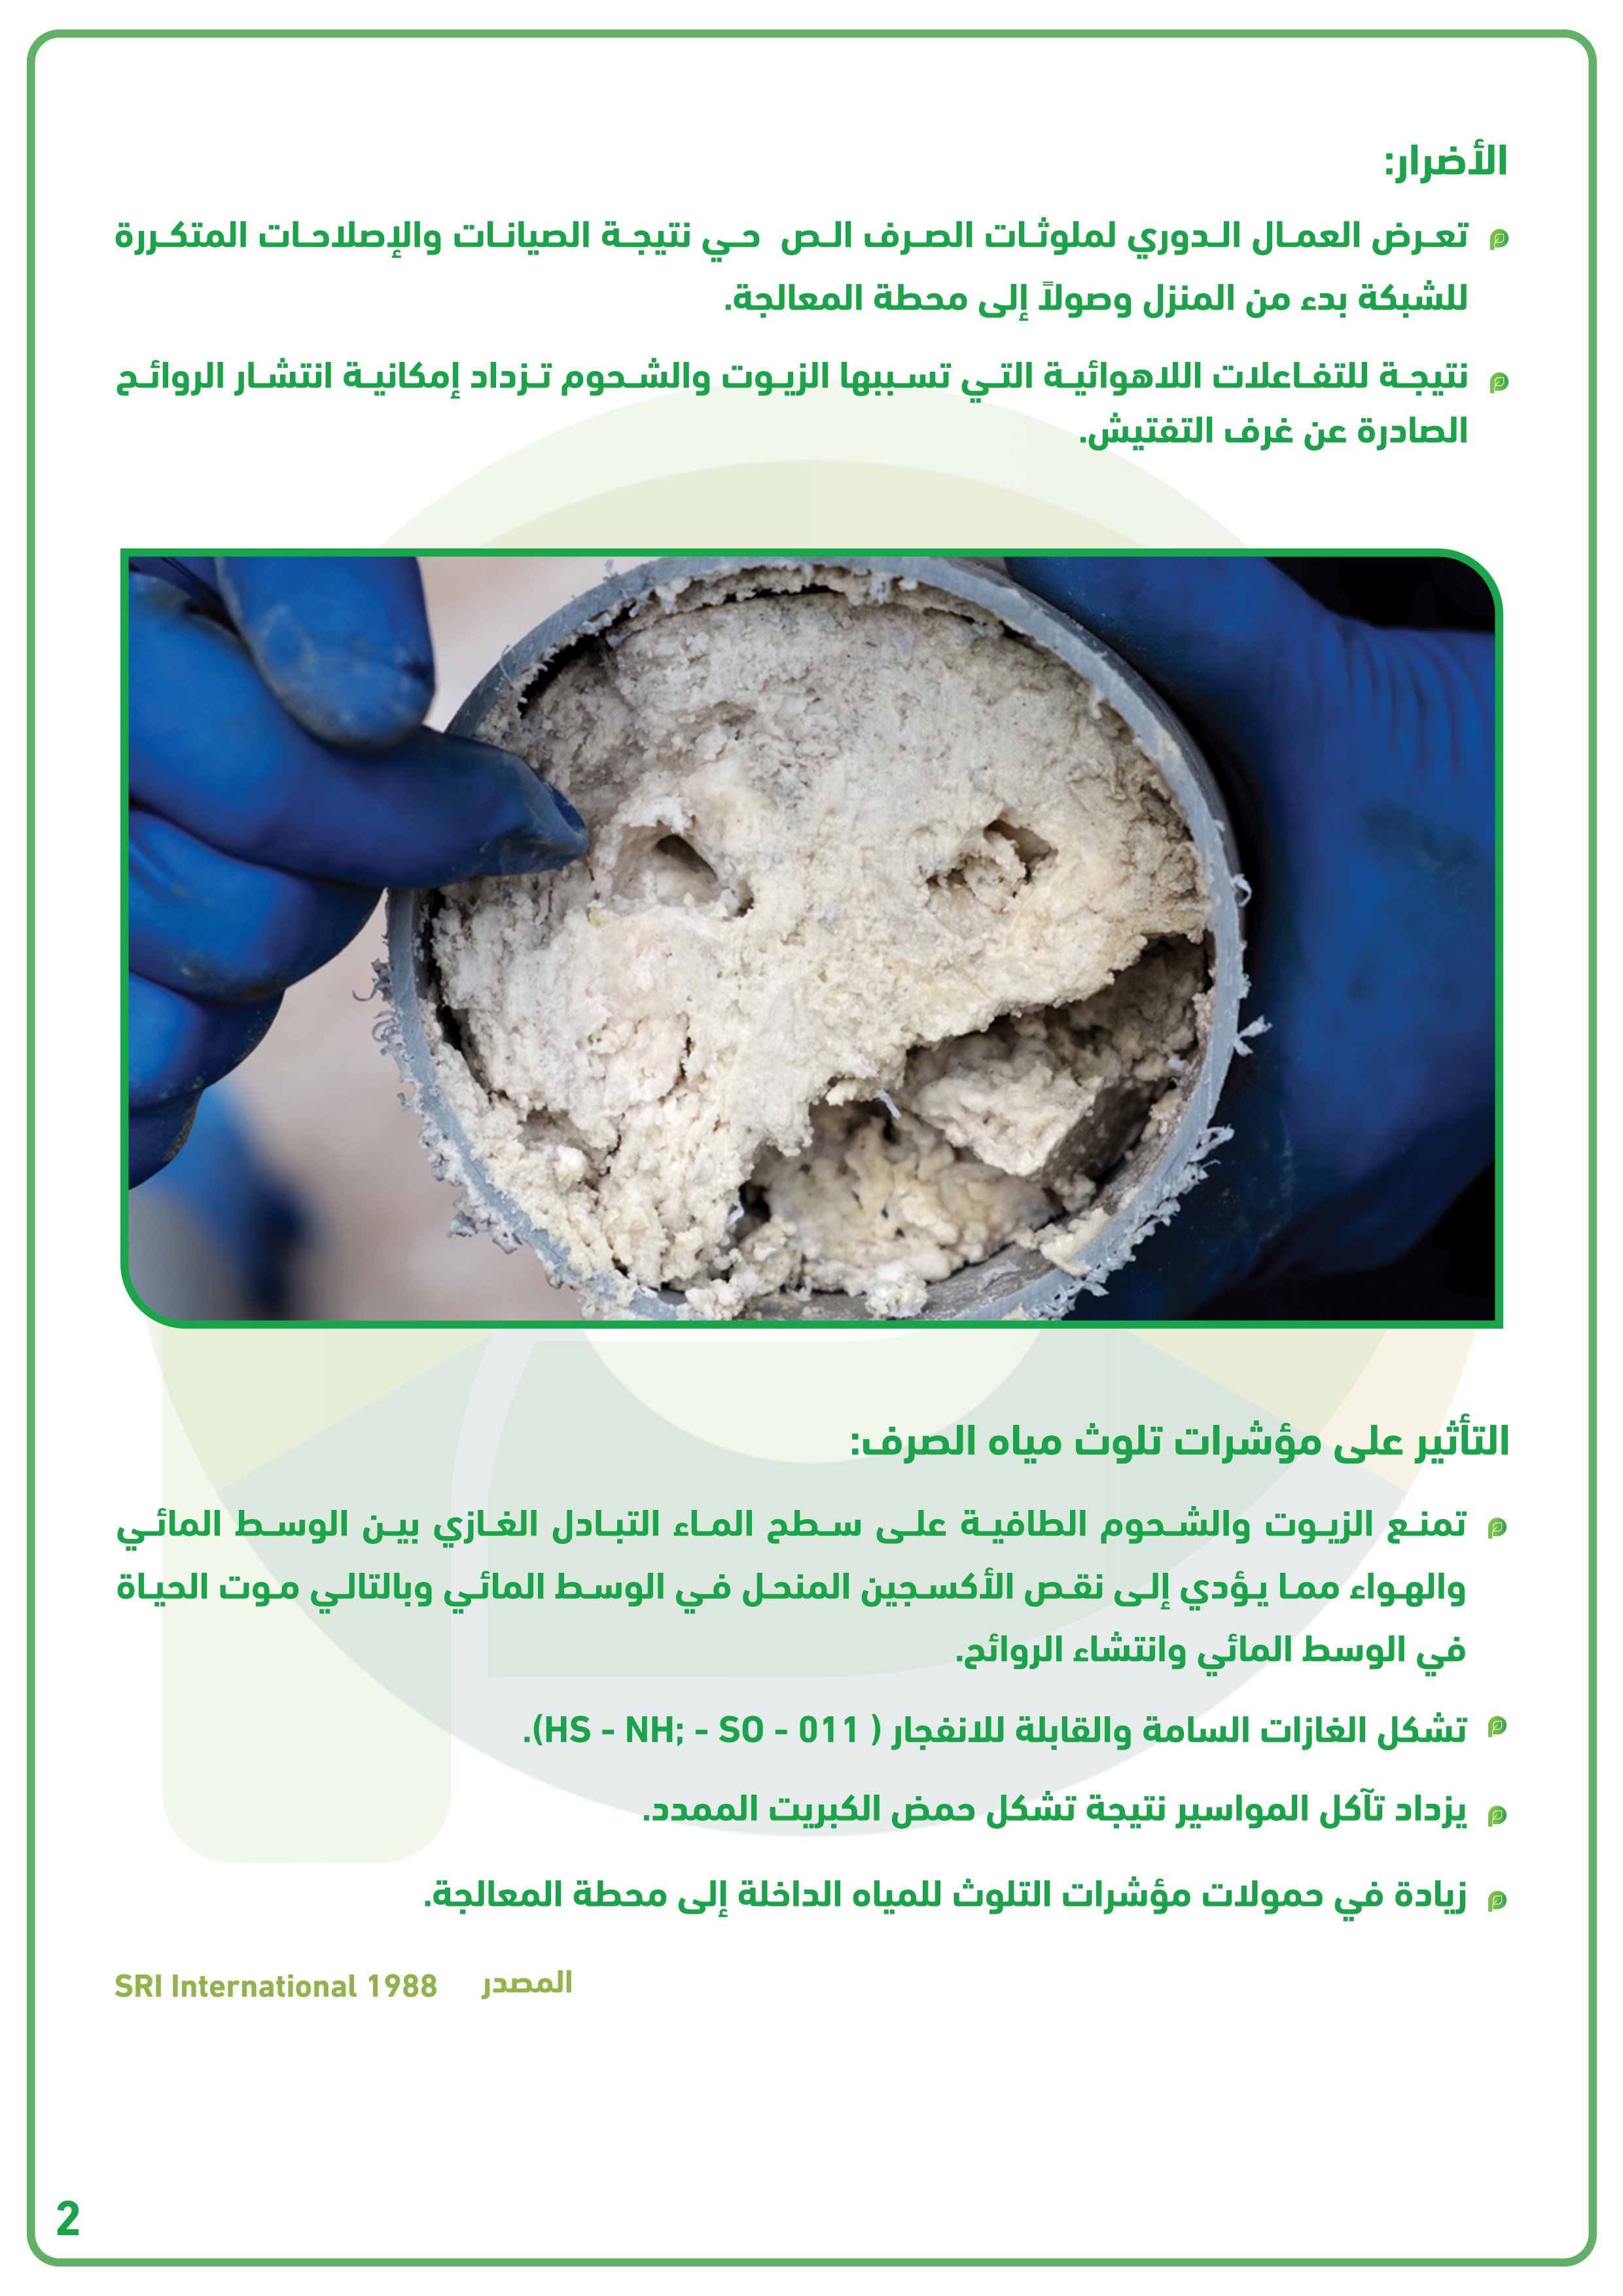 الأضرار:
تعرض العمال الدوري لملوثات الصرف الص حي نتيجة الصيانات والإصلاحات المتكررة
للشبكة بدء من المنزل وصولاً إلى محطة المعالجة.
نتيجة للتفاعلات اللاهوائية التي تسببها الزيوت والشحوم تزداد إمكانية انتشار الروائح
الصادرة عن غرف التفتيش.
التأثير على مؤشرات تلوث مياه الصرف:
تمنع الزيوت والشحوم الطافية على سطح الماء التبادل الغازي بين الوسط المائي
والهواء مما يؤدي إلى نقص الأكسجين المنحل في الوسط المائي وبالتالي موت الحياة
في الوسط المائي وانتشاء الروائح.
تشكل الغازات السامة والقابلة للانفجار ( HS - NH; - SO - 011).
يزداد تآكل المواسير نتيجة تشكل حمض الكبريت الممدد.
زيادة في حمولات مؤشرات التلوث للمياه الداخلة إلى محطة المعالجة.
المصدر SRI International 1988
2